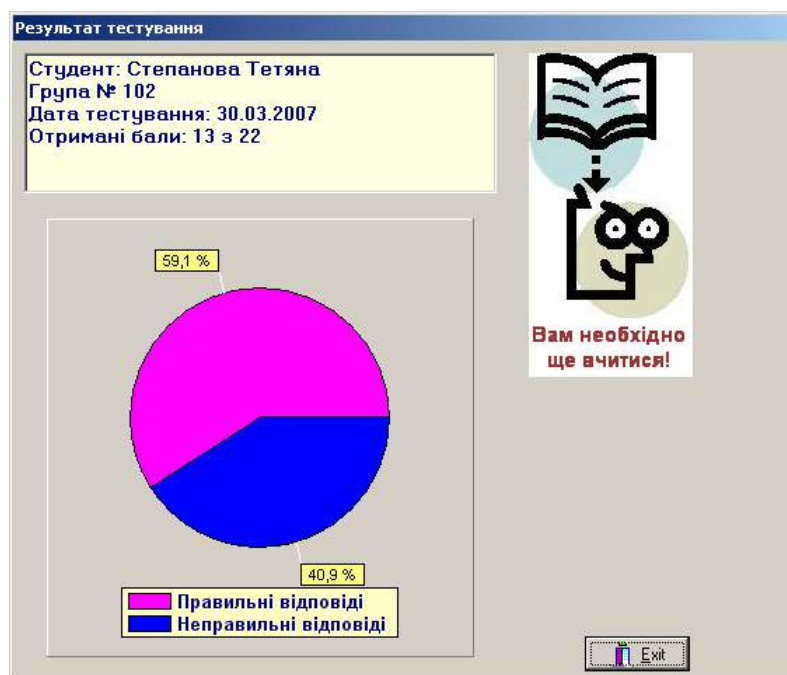 Результат тестування
Студент: Степанова Тетяна
Група № 102
Дата тестування: 30.03.2007
Отримані бали: 13 з 22
Вам необхідно
ще вчитися!
59,1 %
40,9 %
Правильні відповіді
Неправильні відповіді
Exit